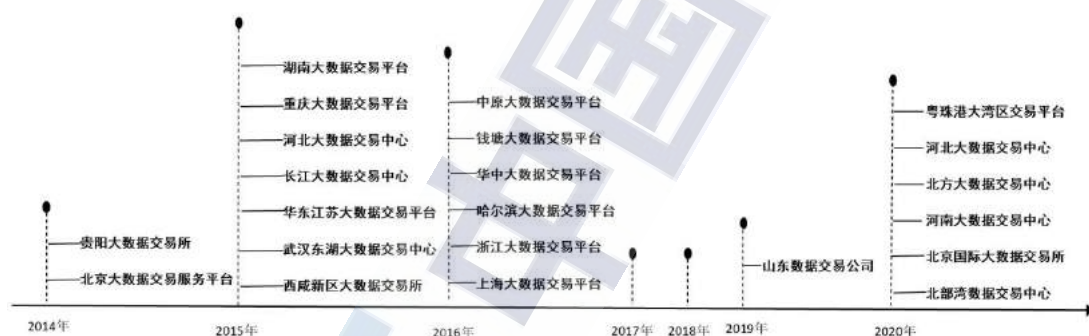 湖南大数据交易平台
重庆大数据交易平台
河北大数据交易中心
长江大数据交易中心
华东江苏大数据交易平台
武汉东湖大数据交易中心
西咸新区大数据交易所
中原大数据交易平台
钱塘大数据交易平台
华中大数据交易平台
哈尔滨大数据交易平台
浙江大数据交易平台
上海大数据交易平台
粤珠港大湾区交易平台
河北大数据交易中心
北方大数据交易中心
河南大数据交易中心
北京国际大数据交易所
北部湾数据交易中心
贵阳大数据交易所
北京大数据交易服务平台
山东数据交易公司
2014年
2015年
2016年
2017年
2018年
2019年
2020年
中国